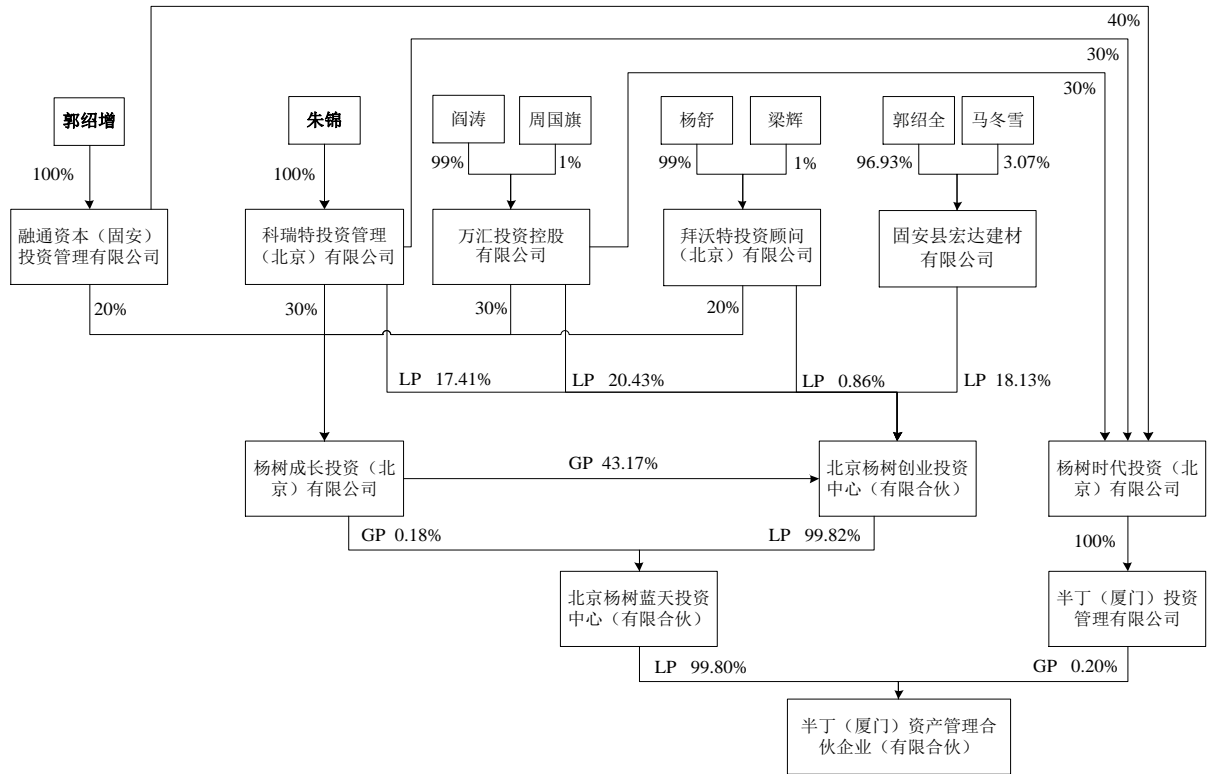 40%
30%
30%
郭绍增
朱锦
阎涛
周国旗
杨舒
梁辉
郭绍全
马冬雪
100%
100%
99%
1%
99%
1%
96.93%
3.07%
融通资本（固安）
投资管理有限公司
科瑞特投资管理
（北京）有限公司
万汇投资控股
有限公司
拜沃特投资顾问
（北京）有限公司
固安县宏达建材
有限公司
20%
30%
30%
20%
LP 17.41%
LP 20.43%
LP 0.86%
LP 18.13%
杨树成长投资（北
京）有限公司
GP 43.17%
北京杨树创业投资
中心（有限合伙）
杨树时代投资（北
京）有限公司
GP 0.18%
LP 99.82%
100%
北京杨树蓝天投资
中心（有限合伙）
半丁（厦门）投资
管理有限公司
LP 99.80%
GP 0.20%
半丁（厦门）资产管理合
伙企业（有限合伙）